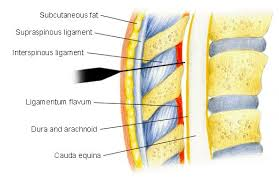 Subcutaneous fat
Supraspinous ligament
Interspinous ligament
Ligamentum flavum
Dura and arachnoid
Cauda equina